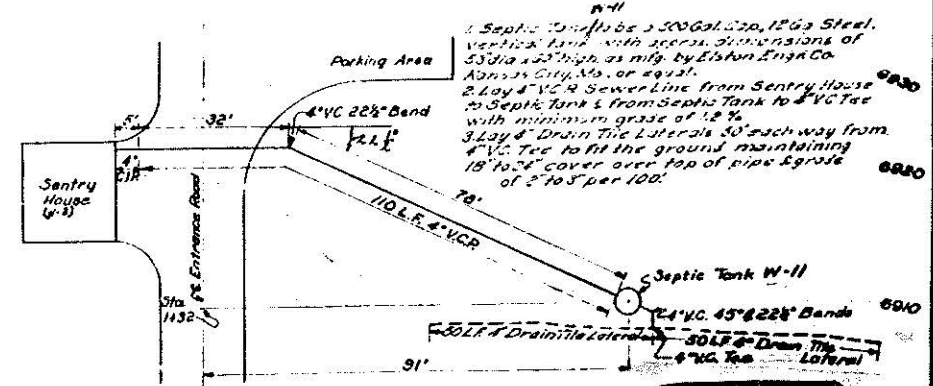 W-11
1. Septic Tank to be a 500 Gal. Cap., 12 Ga Steel,
vertical tank with approx. dimensions of
dia x high, as mfg. by Elston Engr. Co.
Kansas City, Mo., or equal.
2. Lay 4" V.C.P. Sewer Line from Sentry House
to Septic Tank & from Septic Tank to 4" VC Tee
with minimum grade of 1.2 %
3. Lay 4" Drain Tile Laterals 50' each way from
4" V.C. Tee to fit the ground maintaining
18" to 24" cover over top of pipe & grade
of 2" to 3" per 100'.
6930
6920
6910
Parking Area
4" V.C. 22½° Bend
5'
32'
22½°
4"
C.I.P.
Sentry
House
78'
110 L.F. 4" V.C.P.
℄ Entrance Road
Sta.
Septic Tank W-11
2-4" V.C. 45° & 22½° Bends
50 L.F. 4" Drain Tile Lateral
50 L.F. 4" Drain Tile
Lateral
4" V.C. Tee
91'